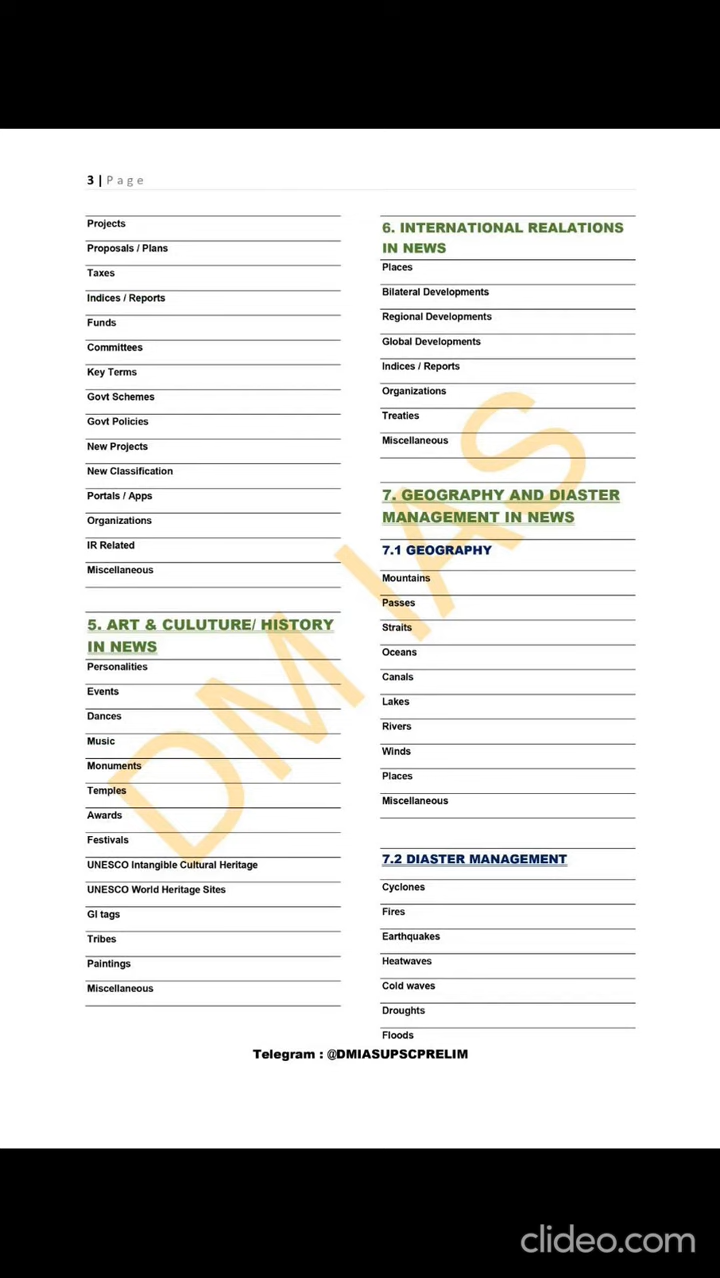 3 | Page
Projects
Proposals / Plans
Taxes
Indices / Reports
Funds
Committees
Key Terms
Govt Schemes
Govt Policies
New Projects
New Classification
Portals / Apps
Organizations
IR Related
Miscellaneous
5. ART & CULUTURE/ HISTORY
IN NEWS
Personalities
Events
Dances
Music
Monuments
Temples
Awards
Festivals
UNESCO Intangible Cultural Heritage
UNESCO World Heritage Sites
GI tags
Tribes
Paintings
Miscellaneous
6. INTERNATIONAL REALATIONS
IN NEWS
Places
Bilateral Developments
Regional Developments
Global Developments
Indices / Reports
Organizations
Treaties
Miscellaneous
7. GEOGRAPHY AND DIASTER
MANAGEMENT IN NEWS
7.1 GEOGRAPHY
Mountains
Passes
Straits
Oceans
Canals
Lakes
Rivers
Winds
Places
Miscellaneous
7.2 DIASTER MANAGEMENT
Cyclones
Fires
Earthquakes
Heatwaves
Cold waves
Droughts
Floods
DM IAS
Telegram : @DMIASUPSCPRELIM
clideo.com